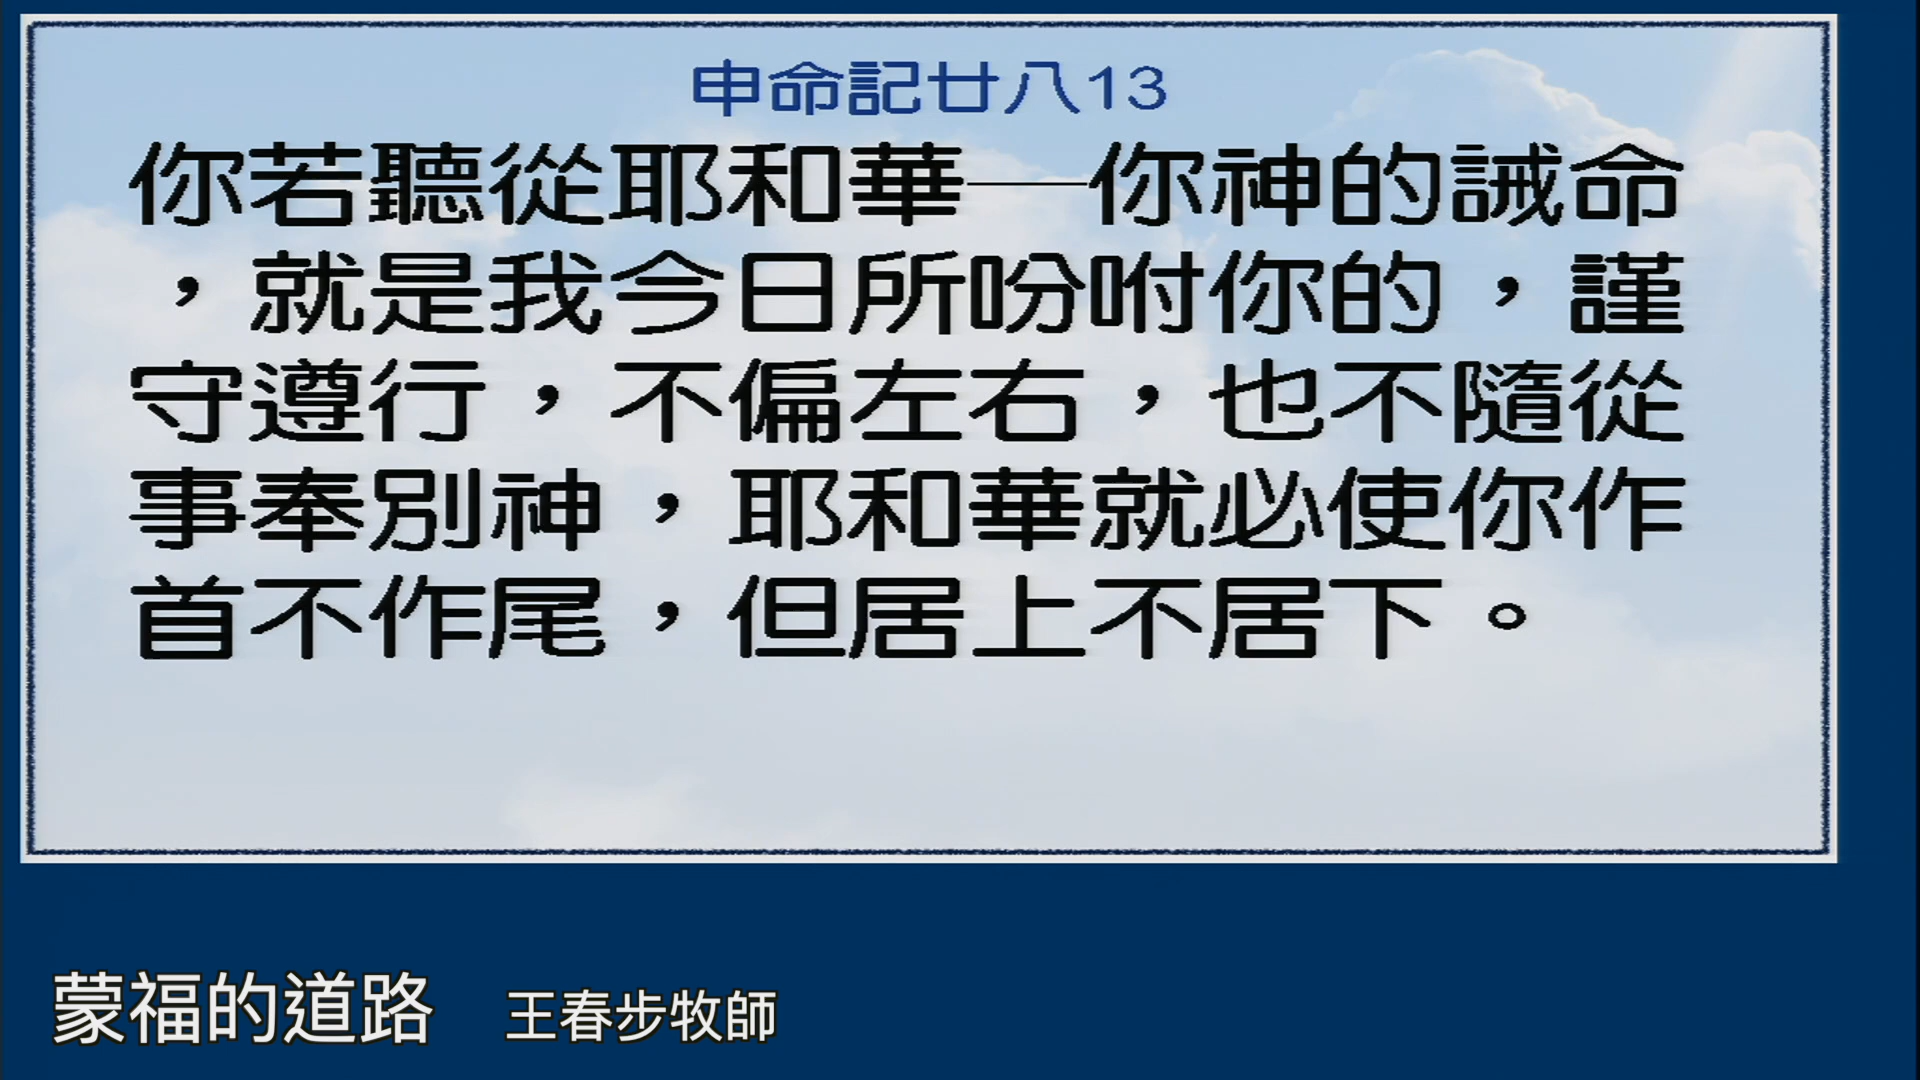 申命記廿八13
你若聽從耶和華─你神的誡命
，就是我今日所吩咐你的，謹
守遵行，不偏左右，也不隨從
事奉別神，耶和華就必使你作
首不作尾，但居上不居下。
蒙福的道路 王春步牧師